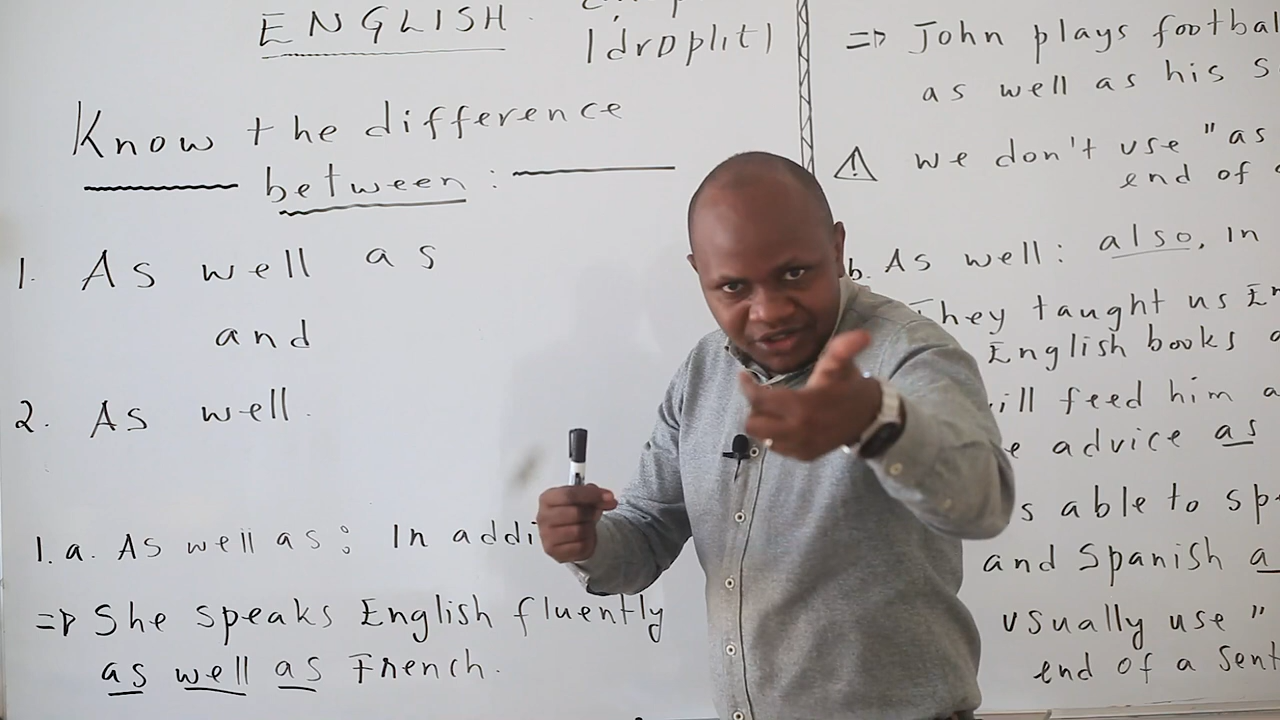 ENGLISH
/drɒplɪt/
Know the difference
between:
1. As well as
and
2. As well.
1.a. As well as: In addi
=> She speaks English fluently
as well as French.
=> John plays footbal
as well as his s
⚠ we don't use "as
end of
b. As well: also, in
They taught us En
English books
ill feed him a
e advice as
s able to sp
and Spanish a
usually use "
end of a sent